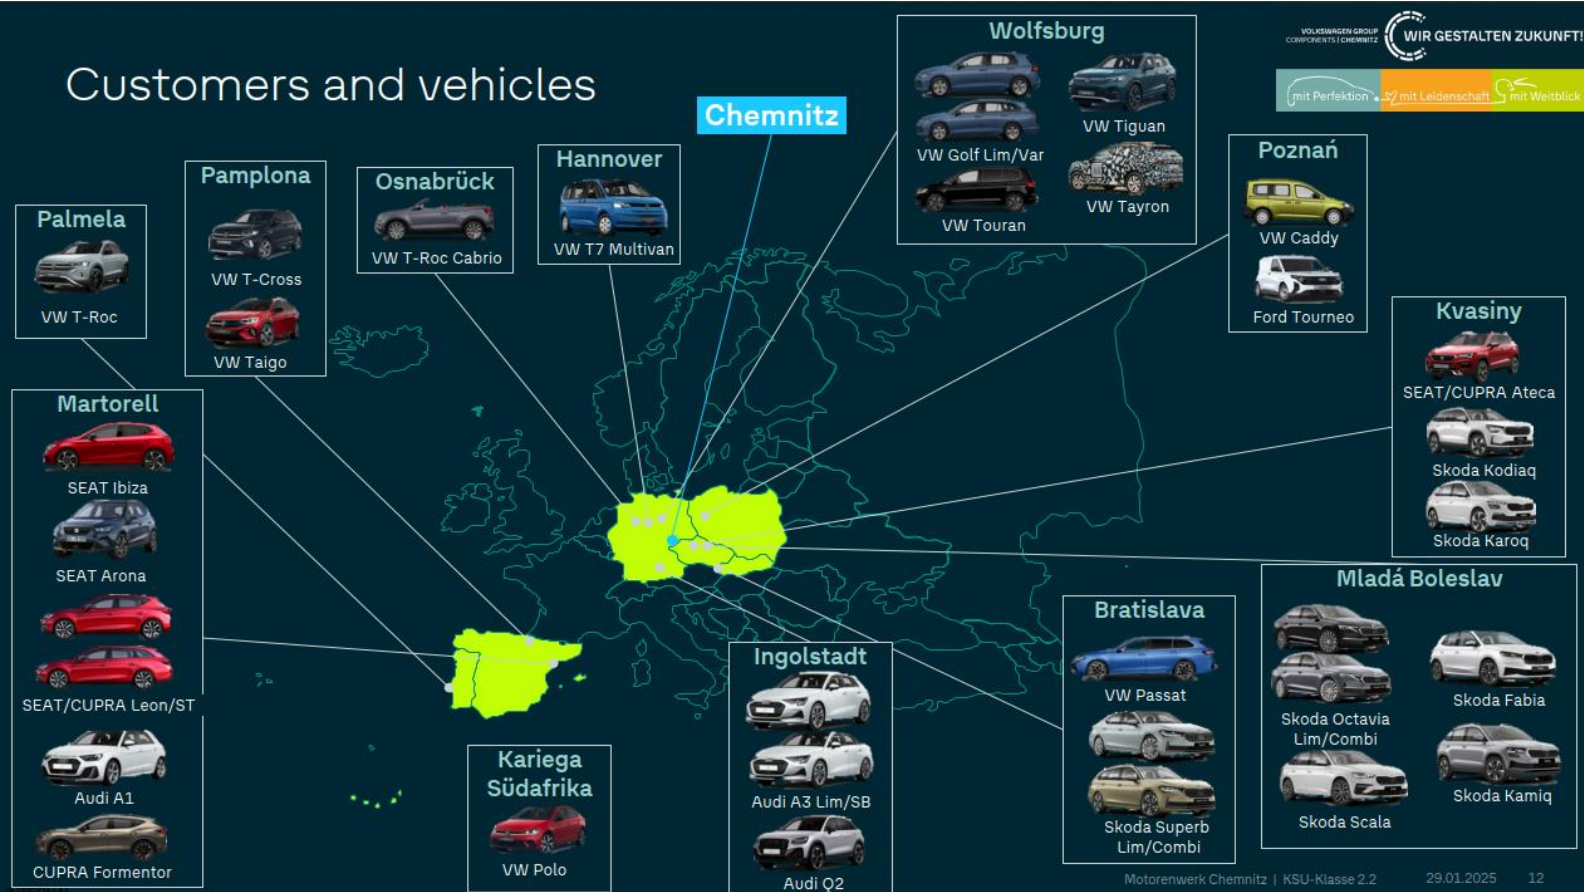 Customers and vehicles
VOLKSWAGEN GROUP
COMPONENTS | CHEMNITZ
WIR GESTALTEN ZUKUNFT!
mit Perfektion
mit Leidenschaft
mit Weitblick
Chemnitz
Palmela
VW T-Roc
Pamplona
VW T-Cross
VW Taigo
Osnabrück
VW T-Roc Cabrio
Hannover
VW T7 Multivan
Wolfsburg
VW Golf Lim/Var
VW Tiguan
VW Touran
VW Tayron
Poznań
VW Caddy
Ford Tourneo
Kvasiny
SEAT/CUPRA Ateca
Skoda Kodiaq
Skoda Karoq
Martorell
SEAT Ibiza
SEAT Arona
SEAT/CUPRA Leon/ST
Audi A1
CUPRA Formentor
Kariega
Südafrika
VW Polo
Ingolstadt
Audi A3 Lim/SB
Audi Q2
Bratislava
VW Passat
Skoda Superb
Lim/Combi
Mladá Boleslav
Skoda Octavia
Lim/Combi
Skoda Fabia
Skoda Scala
Skoda Kamiq
Motorenwerk Chemnitz | KSU-Klasse 2.2
29.01.2025
12